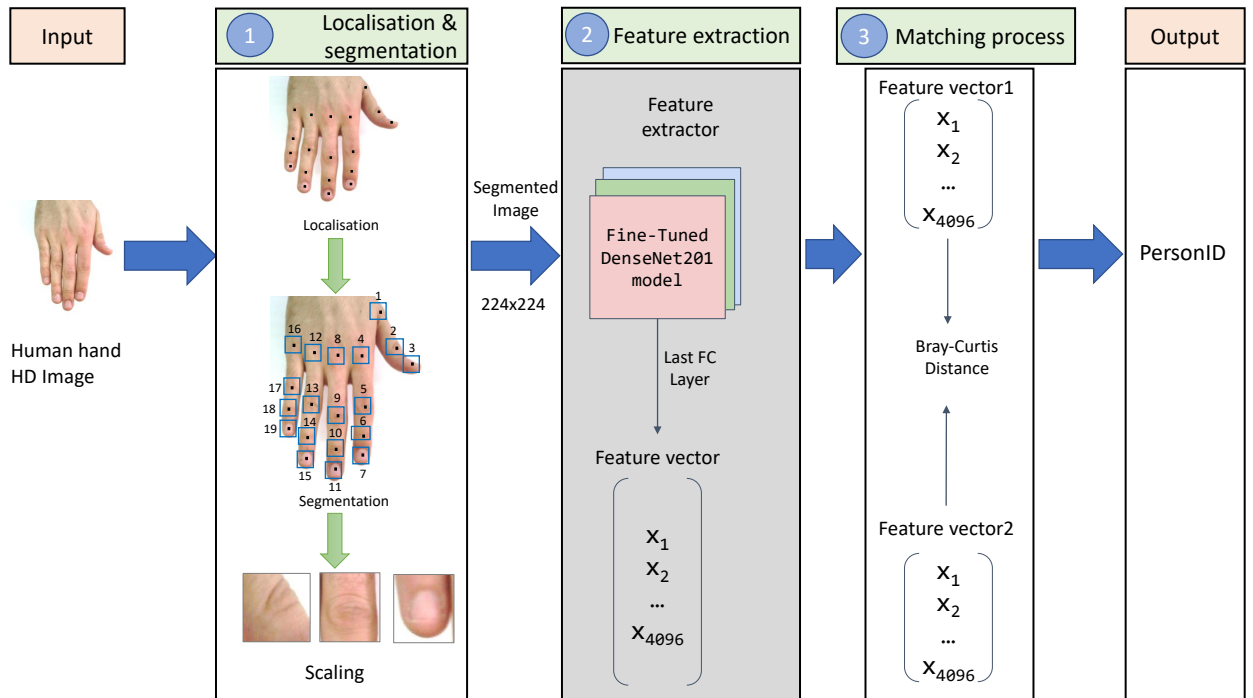 Input
Human hand
HD Image
1
Localisation &
segmentation
Localisation
1
2
3
16
12
8
4
17
13
9
5
18
14
10
6
19
15
11
7
Segmentation
Scaling
Segmented
Image
224x224
2
Feature extraction
Feature
extractor
Fine-Tuned
DenseNet201
model
Last FC
Layer
Feature vector
x₁
x₂
...
x₄₀₉₆
3
Matching process
Feature vector1
x₁
x₂
...
x₄₀₉₆
Bray-Curtis
Distance
Feature vector2
x₁
x₂
...
x₄₀₉₆
Output
PersonID